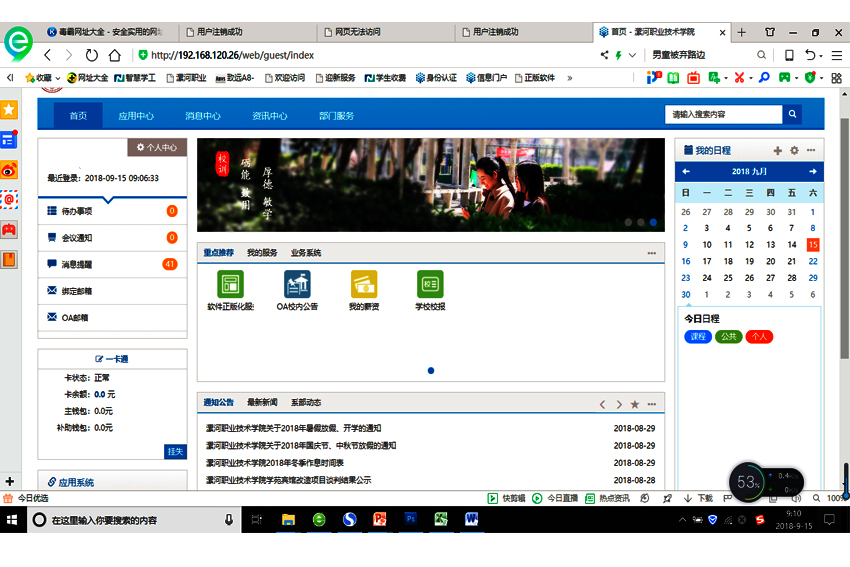 毒霸网址大全 - 安全实用的网
用户注销成功
网页无法访问
用户注销成功
首页 - 漯河职业技术学院
http://192.168.120.26/web/guest/index
男童被弃路边
收藏
网址大全
智慧学工
漯河职业
致远A8-
欢迎访问
迎新服务
学生收费
身份认证
信息门户
正版软件
首页
应用中心
消息中心
资讯中心
部门服务
请输入搜索内容
个人中心
最近登录：2018-09-15 09:06:33
待办事项 0
会议通知 0
消息提醒 41
绑定邮箱
OA邮箱
一卡通
卡状态：正常
卡余额：0.0 元
主钱包：0.0元
补助钱包：0.0元
挂失
应用系统
校训
砺能 敦用
厚德 敏学
重点推荐 我的服务 业务系统
软件正版化服
OA校内公告
我的薪资
学校校报
通知公告 最新新闻 系部动态
漯河职业技术学院关于2018年暑假放假、开学的通知 2018-08-29
漯河职业技术学院关于2018年国庆节、中秋节放假的通知 2018-08-29
漯河职业技术学院2018年冬季作息时间表 2018-08-29
漯河职业技术学院学苑宾馆改造项目谈判结果公示 2018-08-28
我的日程
2018 九月
日 一 二 三 四 五 六
26 27 28 29 30 31 1
2 3 4 5 6 7 8
9 10 11 12 13 14 15
16 17 18 19 20 21 22
23 24 25 26 27 28 29
30 1 2 3 4 5 6
今日日程
课程 公共 个人
53%
今日优选
快剪辑
今日直播
热点资讯
下载
100%
在这里输入你要搜索的内容
9:10
2018-9-15